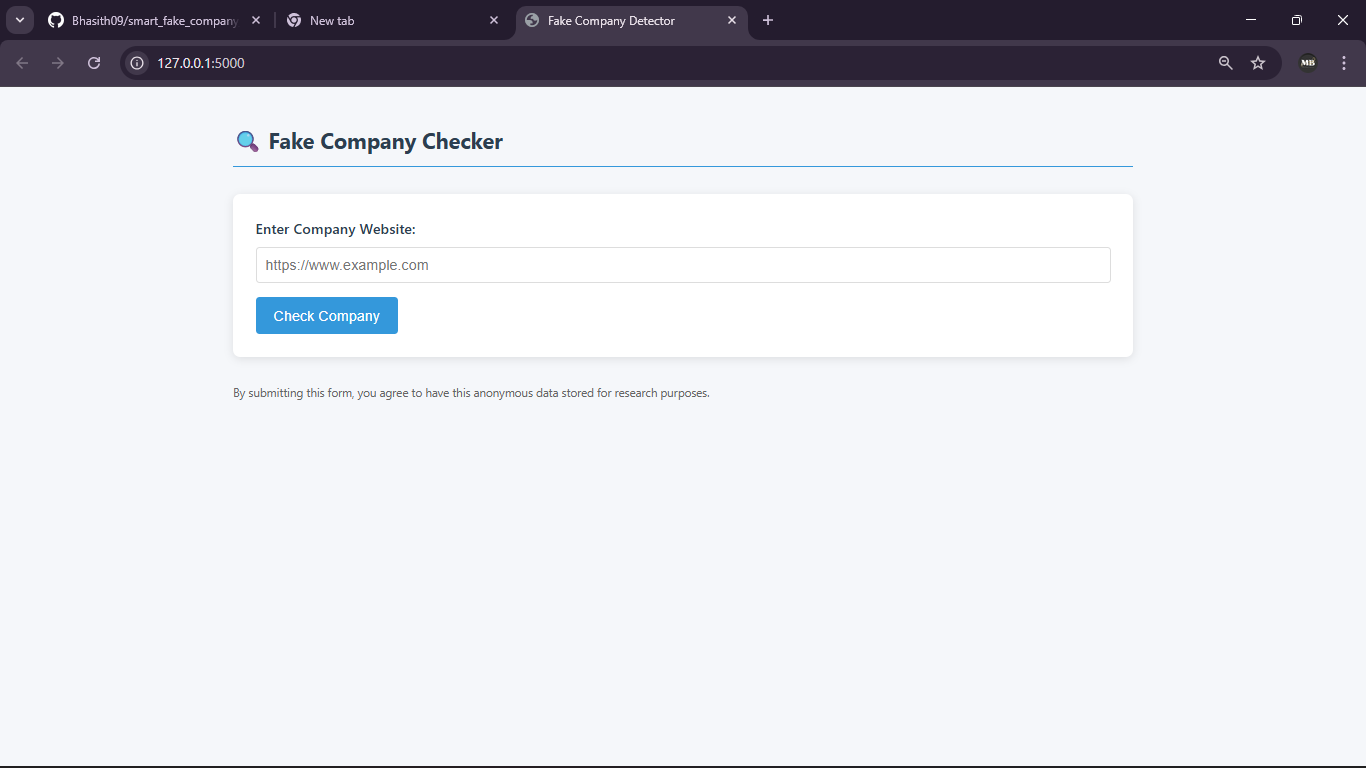 Bhasith09/smart_fake_company
New tab
Fake Company Detector
127.0.0.1:5000
MB
🔍 Fake Company Checker
Enter Company Website:
https://www.example.com
Check Company
By submitting this form, you agree to have this anonymous data stored for research purposes.